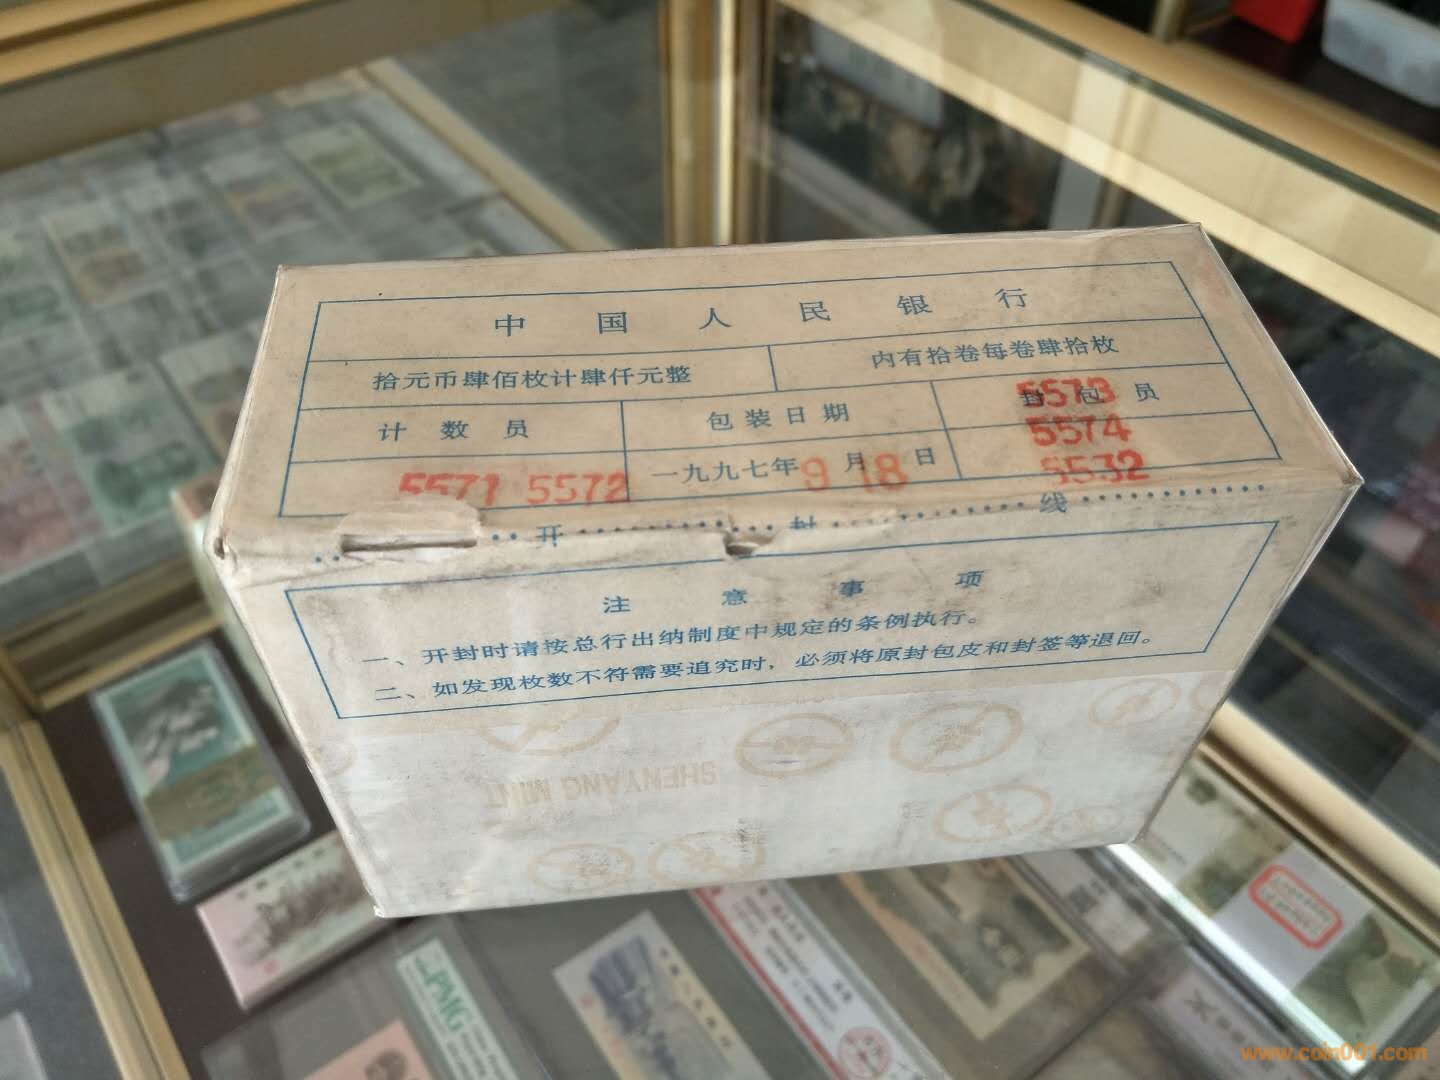 中国人民银行
拾元币肆佰枚计肆仟元整 内有拾卷每卷肆拾枚
计数员 包装日期 封包员
5573
5574
5571 5572 一九九七年9月18日 5532
开封线
注意事项
一、开封时请按总行出纳制度中规定的条例执行。
二、如发现枚数不符需要追究时，必须将原封包皮和封签等退回。
SHENYANG MINT
PMG
www.coin001.com